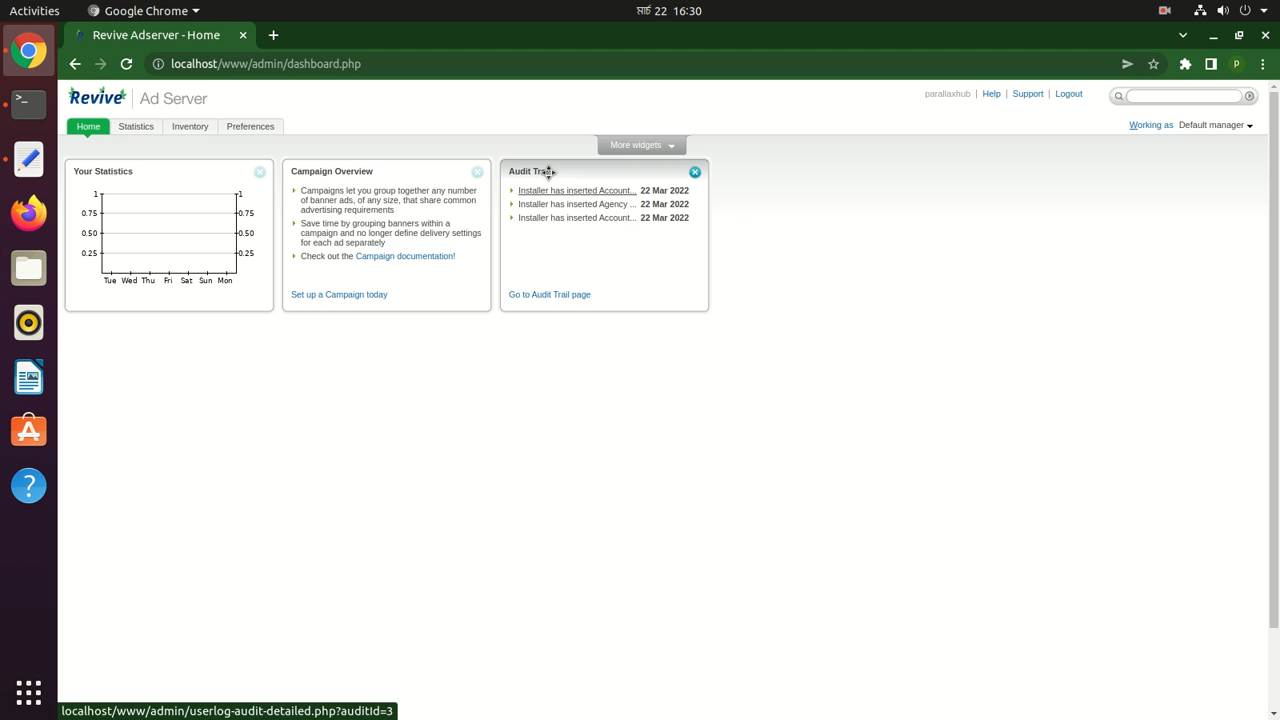 Activities
Google Chrome
मार्च 22 16:30
Revive Adserver - Home
localhost/www/admin/dashboard.php
p
Revive Ad Server
parallaxhub | Help | Support | Logout
Home
Statistics
Inventory
Preferences
Working as Default manager
More widgets
Your Statistics
1
0.75
0.50
0.25
1
0.75
0.50
0.25
Tue Wed Thu Fri Sat Sun Mon
Campaign Overview
Campaigns let you group together any number
of banner ads, of any size, that share common
advertising requirements
Save time by grouping banners within a
campaign and no longer define delivery settings
for each ad separately
Check out the Campaign documentation!
Set up a Campaign today
Audit
Installer has inserted Account... 22 Mar 2022
Installer has inserted Agency ... 22 Mar 2022
Installer has inserted Account... 22 Mar 2022
Go to Audit Trail page
localhost/www/admin/userlog-audit-detailed.php?auditId=3